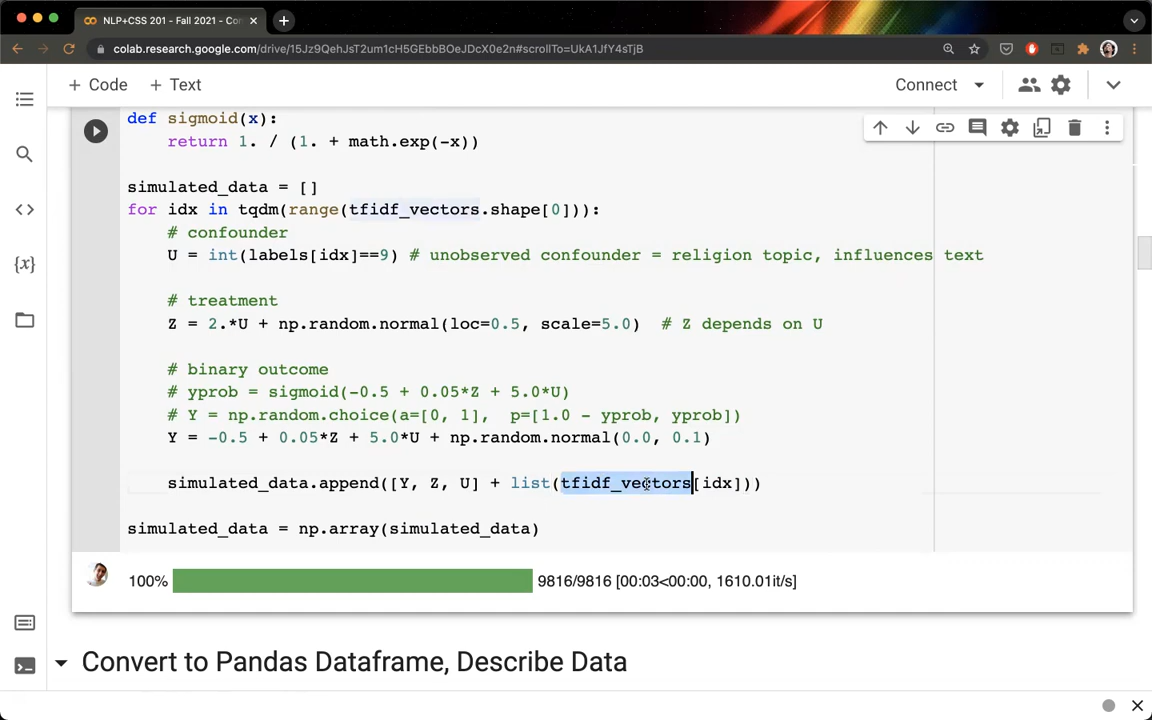 NLP+CSS 201 - Fall 2021 - Con
colab.research.google.com/drive/15Jz9QehJsT2um1cH5GEbbBOeJDcX0e2n#scrollTo=UkA1JfY4sTjB
+ Code + Text Connect
def sigmoid(x):
return 1. / (1. + math.exp(-x))
simulated_data = []
for idx in tqdm(range(tfidf_vectors.shape[0])):
# confounder
U = int(labels[idx]==9) # unobserved confounder = religion topic, influences text
# treatment
Z = 2.*U + np.random.normal(loc=0.5, scale=5.0) # Z depends on U
# binary outcome
# yprob = sigmoid(-0.5 + 0.05*Z + 5.0*U)
# Y = np.random.choice(a=[0, 1], p=[1.0 - yprob, yprob])
Y = -0.5 + 0.05*Z + 5.0*U + np.random.normal(0.0, 0.1)
simulated_data.append([Y, Z, U] + list(tfidf_vectors[idx]))
simulated_data = np.array(simulated_data)
100% 9816/9816 [00:03<00:00, 1610.01it/s]
Convert to Pandas Dataframe, Describe Data